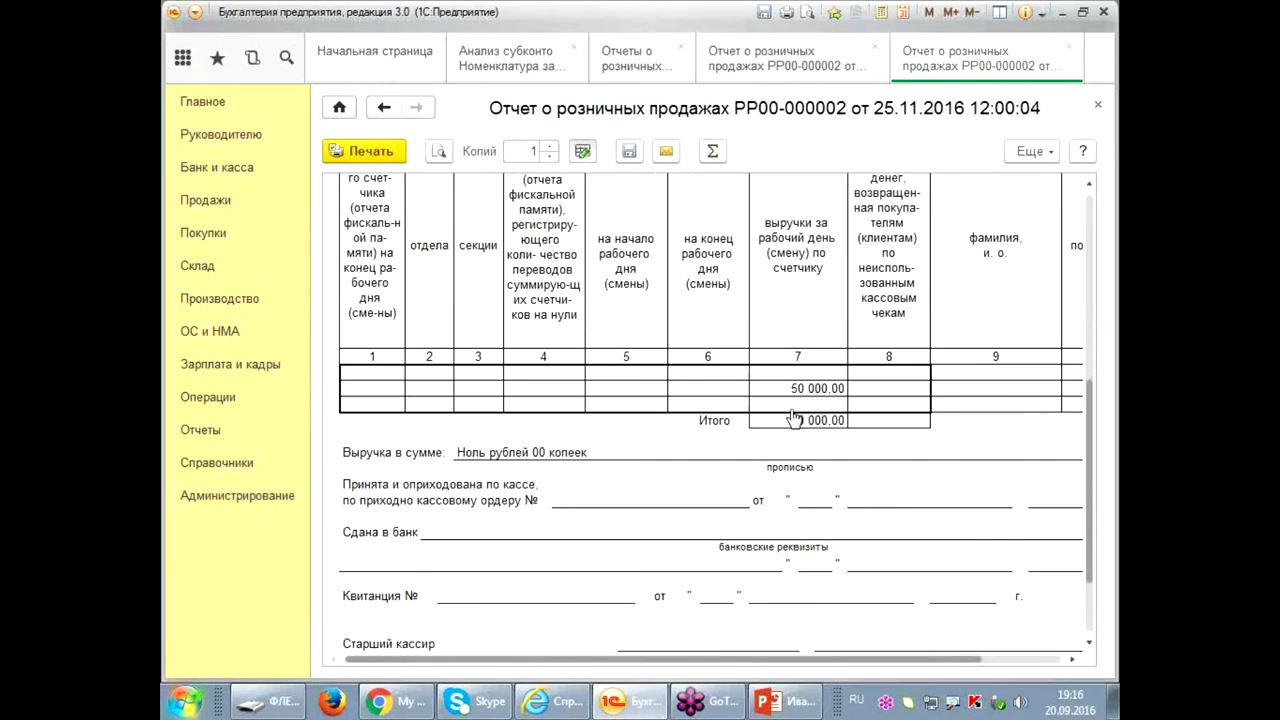 Бухгалтерия предприятия, редакция 3.0 (1С:Предприятие)
M M+ M-
Начальная страница
Анализ субконто
Номенклатура за...
Отчеты о
розничных...
Отчет о розничных
продажах РР00-000002 от...
Отчет о розничных
продажах РР00-000002 от...
Главное
Руководителю
Банк и касса
Продажи
Покупки
Склад
Производство
ОС и НМА
Зарплата и кадры
Операции
Отчеты
Справочники
Администрирование
Отчет о розничных продажах РР00-000002 от 25.11.2016 12:00:04
Печать
Копий: 1
Σ
Еще
?
го счет-
чика
(отчета
фискаль-н
ой па-
мяти) на
конец ра-
бочего
дня
(сме-ны)
отдела
секции
(отчета
фискальной
памяти),
регистрирую-
ющего
коли- чество
переводов
суммирую-щ
их счетчи-
ков на нули
на начало
рабочего
дня
(смены)
на конец
рабочего
дня
(смены)
выручки за
рабочий день
(смену) по
счетчику
денег,
возвращен-
ная покупа-
телям
(клиентам)
по
неисполь-
зованным
кассовым
чекам
фамилия,
и. о.
по
1 2 3 4 5 6 7 8 9
50 000,00
Итого 000,00
Выручка в сумме: Ноль рублей 00 копеек
прописью
Принята и оприходована по кассе,
по приходно кассовому ордеру № от " "
Сдана в банк
банковские реквизиты
" "
Квитанция № от " " г.
Старший кассир
ФЛЕ...
My ...
Skype
Спр...
Бухг...
GoT...
Ива...
RU
19:16
20.09.2016